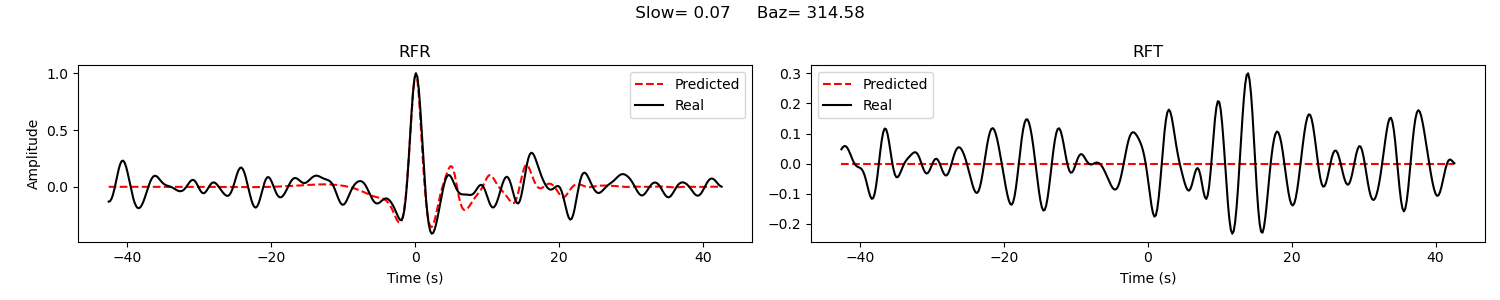 Slow= 0.07 Baz= 314.58
RFR
1.0
0.5
0.0
Amplitude
Predicted
Real
−40 −20 0 20 40
Time (s)
RFT
0.3
0.2
0.1
0.0
−0.1
−0.2
Predicted
Real
−40 −20 0 20 40
Time (s)